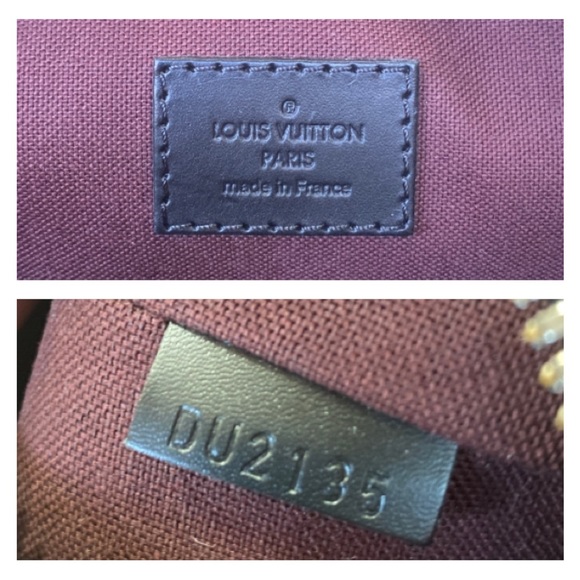 ®
LOUIS VUITTON
PARIS
made in France
DU2135